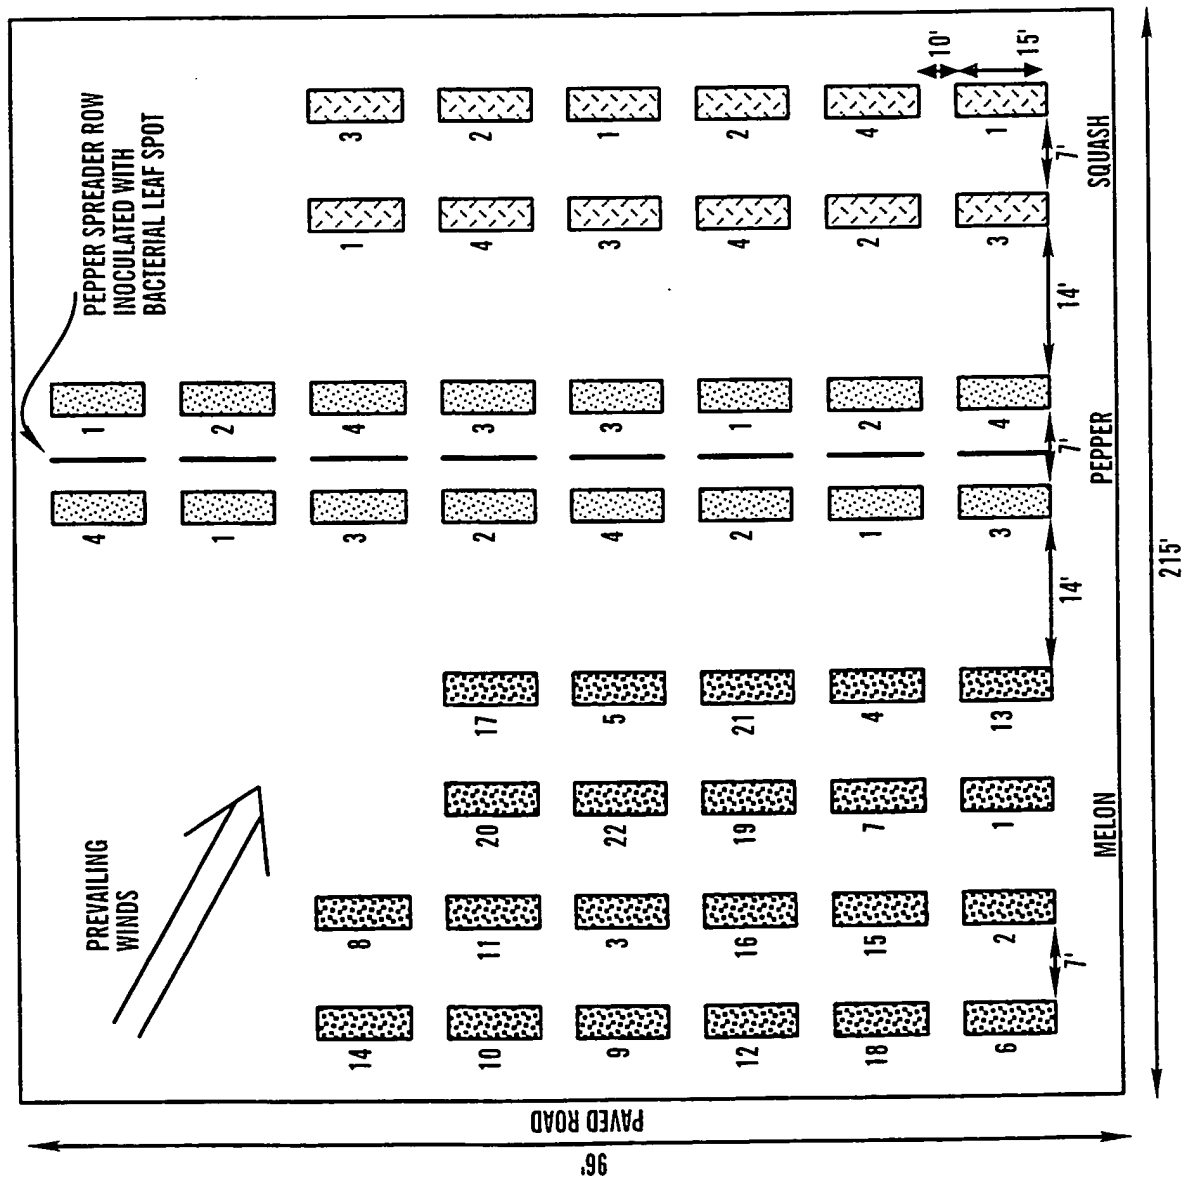 PREVAILING
WINDS
PEPPER SPREADER ROW
INOCULATED WITH
BACTERIAL LEAF SPOT
4 1
1 2
14 8 3 4 1 3
10 11 20 17 2 3 4 2
9 3 22 5 4 3 3 1
12 16 19 21 2 1 4 2
18 15 7 4 1 2 2 4
10'
6 2 1 13 3 4 3 1
15'
7' 14' 7' 14' 7'
MELON PEPPER SQUASH
215'
96'
PAVED ROAD